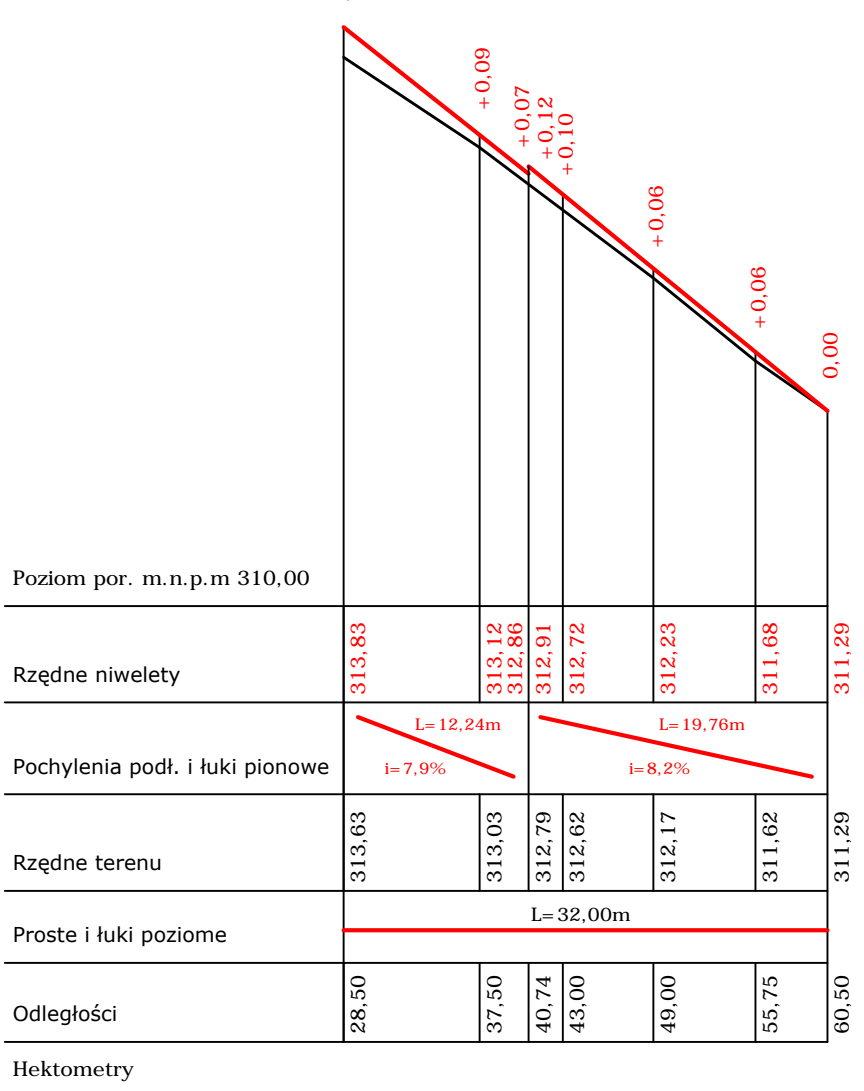 +0,09
+0,07
+0,12
+0,10
+0,06
+0,06
0,00
Poziom por. m.n.p.m 310,00
Rzędne niwelety
313,83
313,12
312,86
312,91
312,72
312,23
311,68
311,29
Pochylenia podł. i łuki pionowe
L=12,24m
i=7,9%
L=19,76m
i=8,2%
Rzędne terenu
313,63
313,03
312,79
312,62
312,17
311,62
311,29
Proste i łuki poziome
L=32,00m
Odległości
28,50
37,50
40,74
43,00
49,00
55,75
60,50
Hektometry